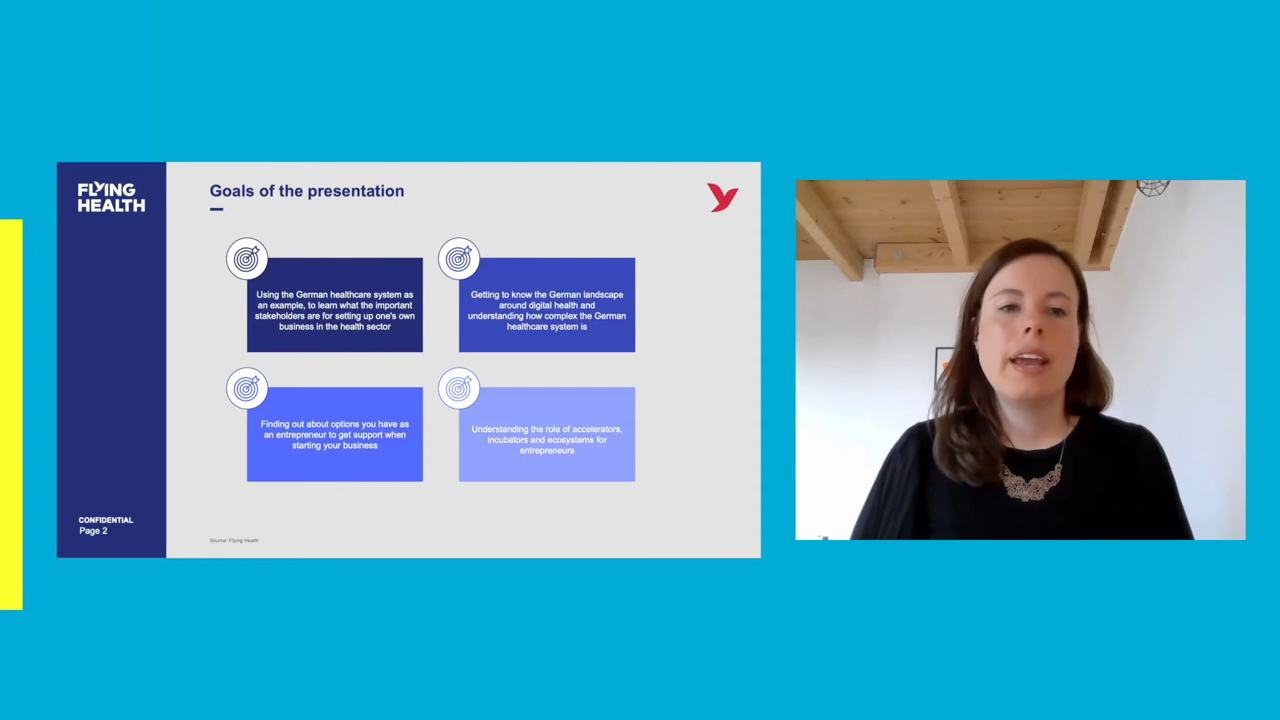 FLYING
HEALTH
Goals of the presentation
Using the German healthcare system as
an example, to learn what the important
stakeholders are for setting up one's own
business in the health sector
Getting to know the German landscape
around digital health and
understanding how complex the German
healthcare system is
Finding out about options you have as
an entrepreneur to get support when
starting your business
Understanding the role of accelerators,
incubators and ecosystems for
entrepreneurs
CONFIDENTIAL
Page 2
Source: Flying Health